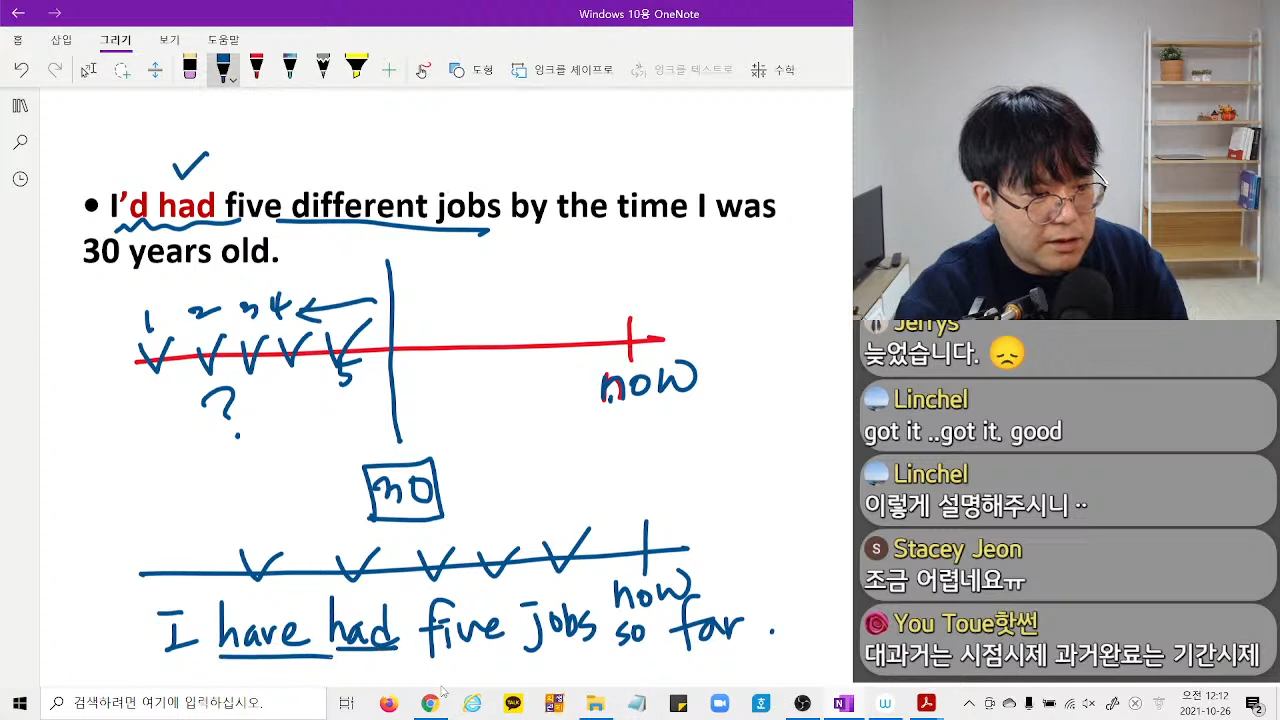 Windows 10용 OneNote
홈 삽입 그리기 보기 도움말
도형 잉크를 셰이프로 잉크를 텍스트로 수학
• I'd had five different jobs by the time I was
30 years old.
1 2 3 4
5
now
?
30
now
I have had five jobs so far.
Jerrys
늦었습니다. 😞
Linchel
got it ..got it. good
Linchel
이렇게 설명해주시니..
S Stacey Jeon
조금 어렵네요ㅠ
You Toue핫썬
대과거는 시점시제 과거완료는 기간시제
검색하려면 여기에 입력하십시오.
TALK
오전 5:12
2021-10-26
2